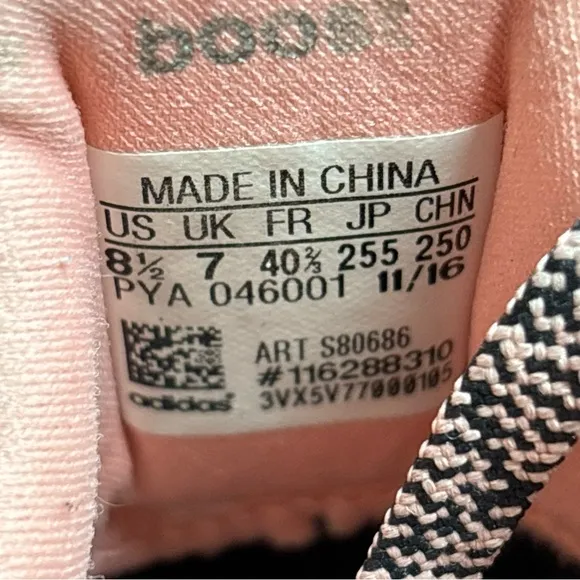 boost
MADE IN CHINA
US UK FR JP CHN
8½ 7 40⅔ 255 250
PYA 046001 11/16
ART S80686
#116288310
adidas 3VX5V77000105